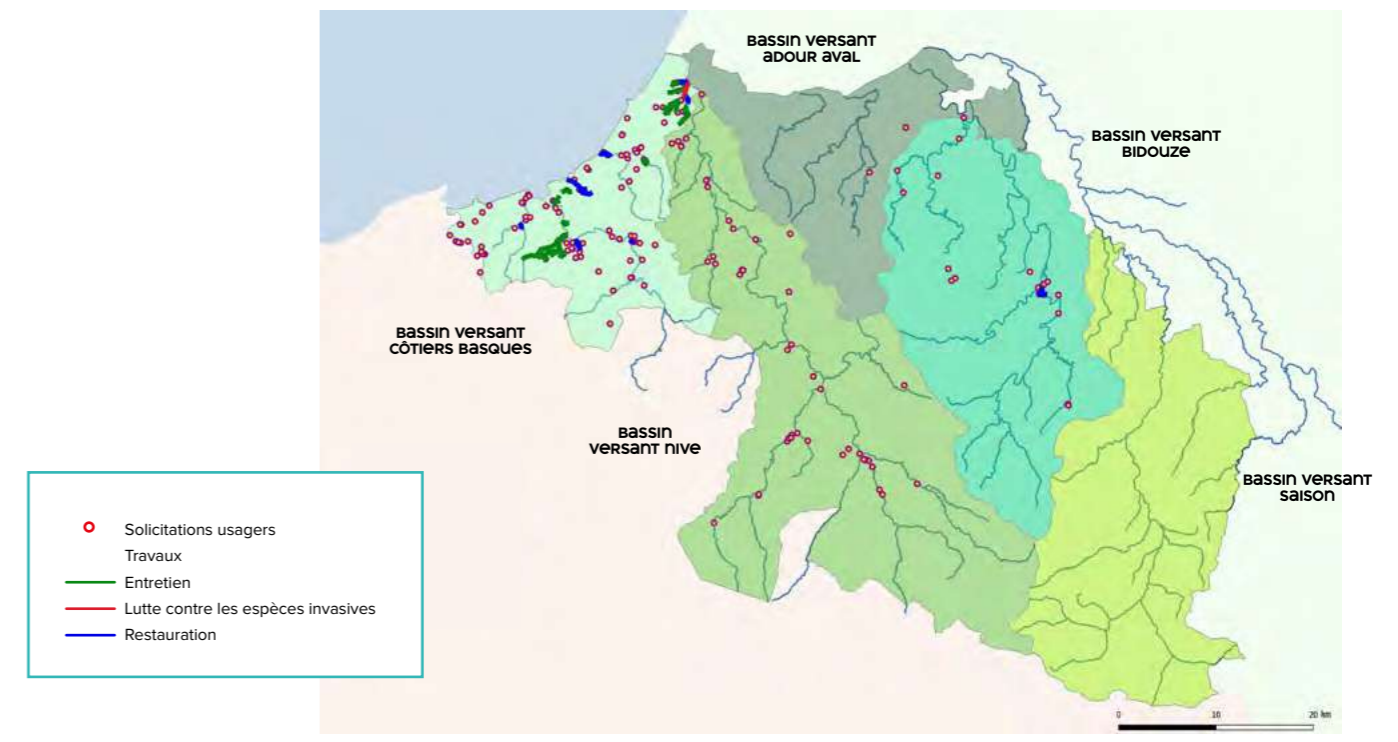 Bassin versant
Adour aval
Bassin versant
Bidouze
Bassin versant
côtiers basques
Bassin
versant Nive
Bassin versant
Saison
Solicitations usagers
Travaux
Entretien
Lutte contre les espèces invasives
Restauration
0 10 20 km